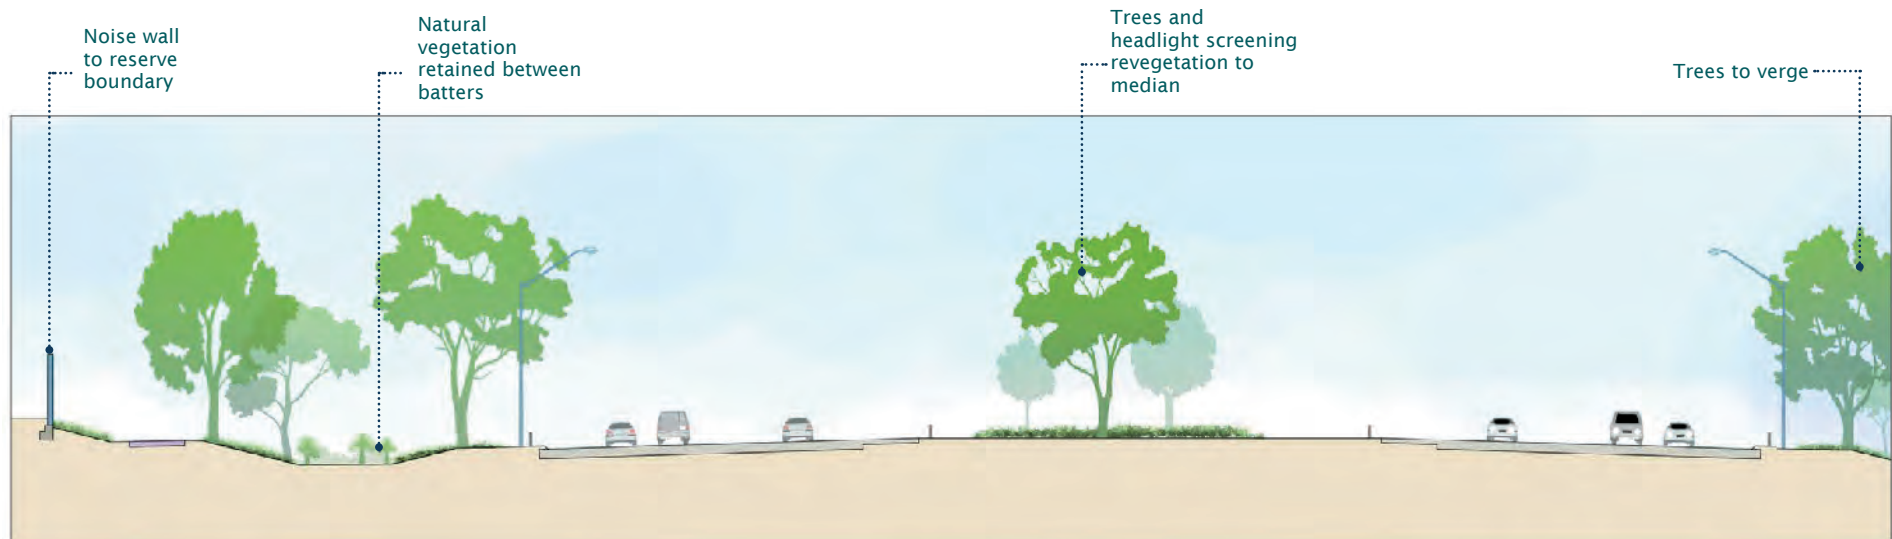 Noise wall
to reserve
boundary
Natural
vegetation
retained between
batters
Trees and
headlight screening
revegetation to
median
Trees to verge